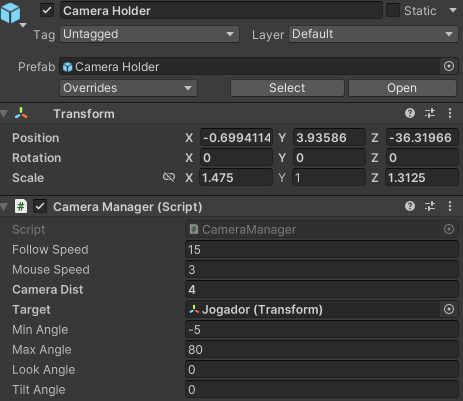 Camera Holder Static
Tag Untagged Layer Default
Prefab Camera Holder
Overrides Select Open
Transform
Position X -0.6994114 Y 3.93586 Z -36.31966
Rotation X 0 Y 0 Z 0
Scale X 1.475 Y 1 Z 1.3125
# Camera Manager (Script)
Script # CameraManager
Follow Speed 15
Mouse Speed 3
Camera Dist 4
Target Jogador (Transform)
Min Angle -5
Max Angle 80
Look Angle 0
Tilt Angle 0